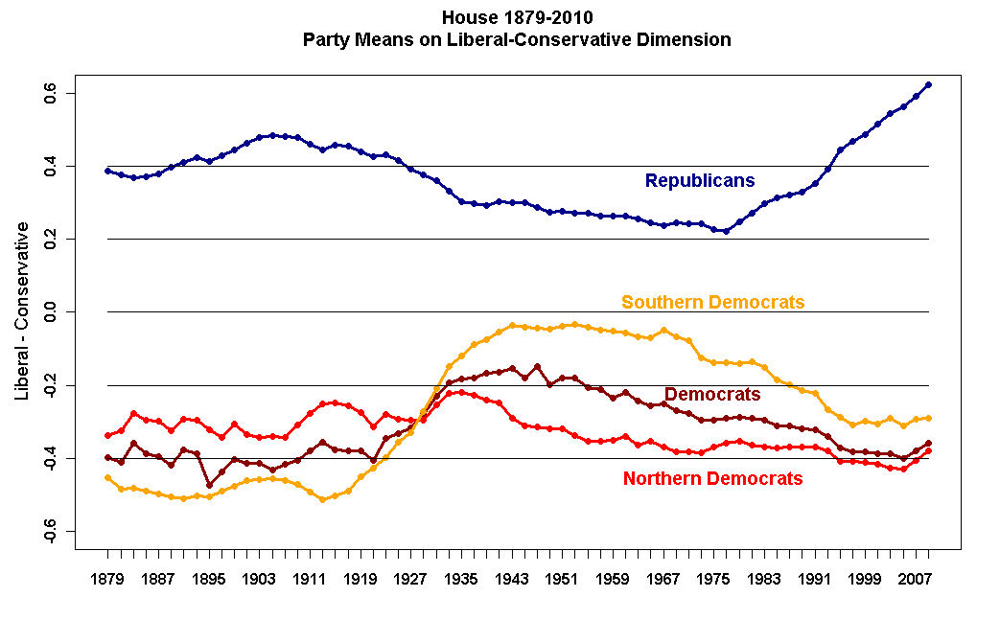 House 1879-2010
Party Means on Liberal-Conservative Dimension
Liberal - Conservative
0.6
0.4
0.2
0.0
-0.2
-0.4
-0.6
Republicans
Southern Democrats
Democrats
Northern Democrats
1879 1887 1895 1903 1911 1919 1927 1935 1943 1951 1959 1967 1975 1983 1991 1999 2007